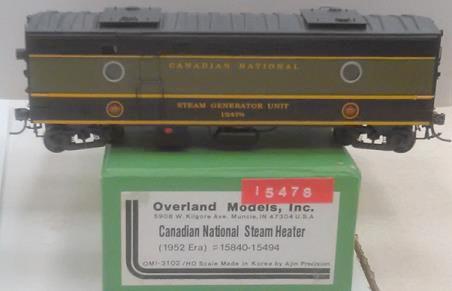 CANADIAN NATIONAL
STEAM GENERATOR UNIT
15478
15478
Overland Models, Inc.
5908 W. Kilgore Ave. Muncie, IN 47304 U.S.A
Canadian National Steam Heater
(1952 Era) #15840-15494
OMI-3102/HO Scale Made in Korea by Ajin Precision